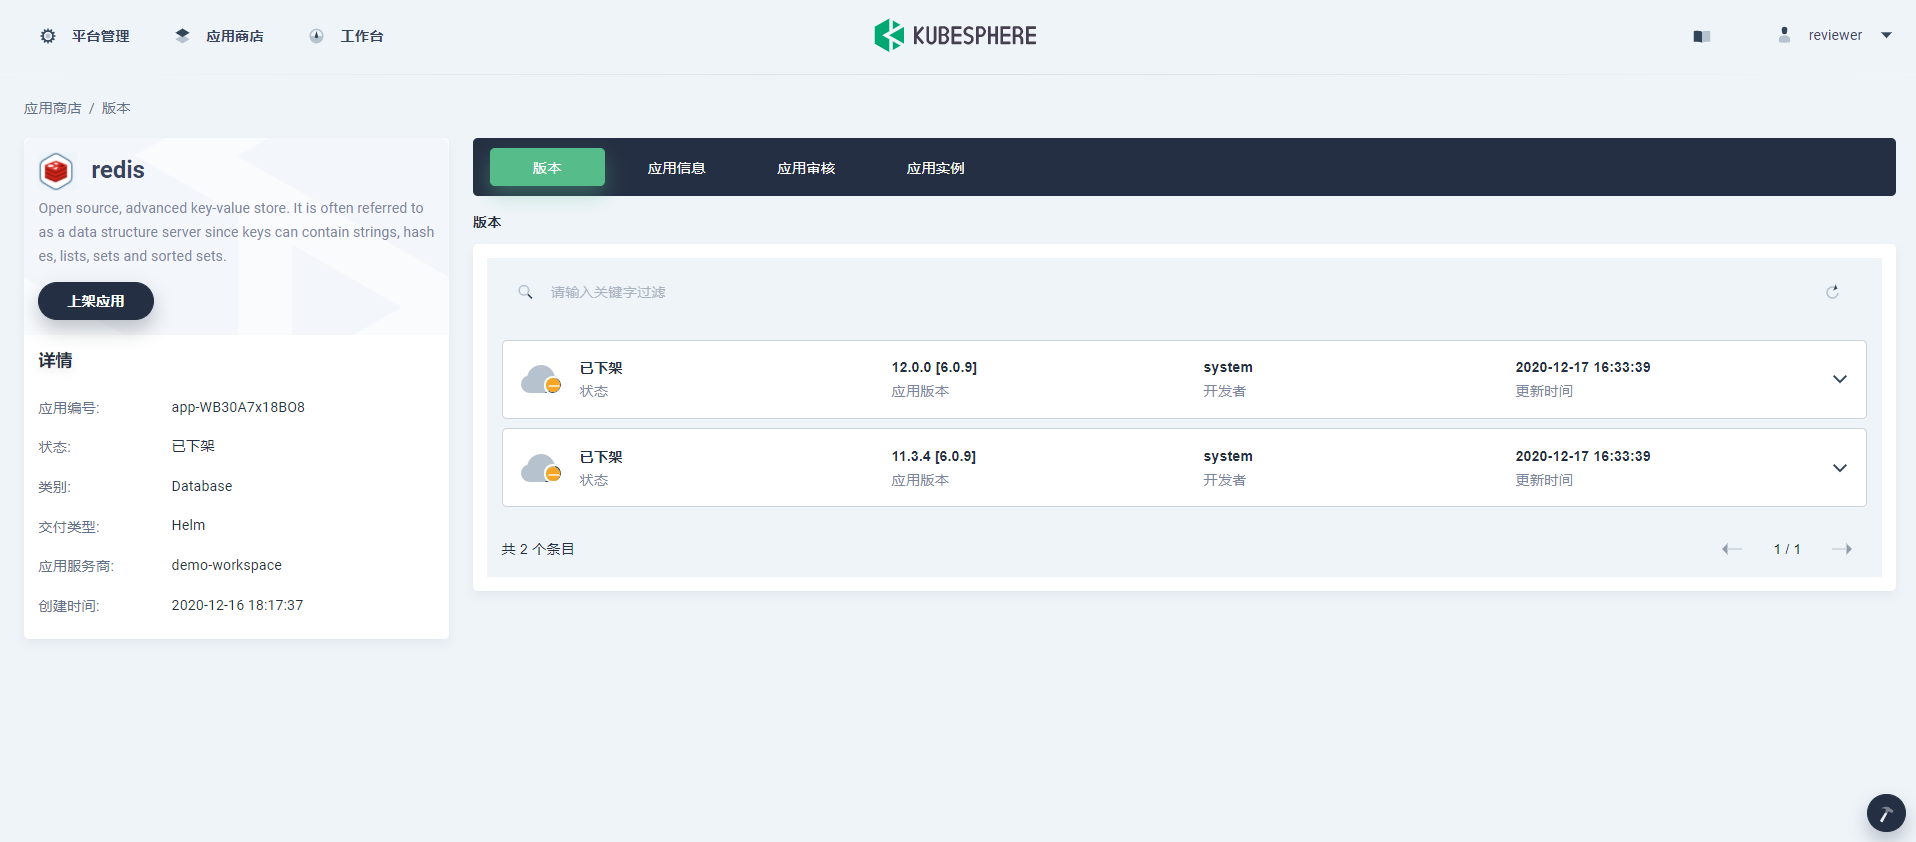 平台管理 应用商店 工作台 KUBESPHERE reviewer
应用商店 / 版本
redis
Open source, advanced key-value store. It is often referred to
as a data structure server since keys can contain strings, hash
es, lists, sets and sorted sets.
上架应用
详情
应用编号: app-WB30A7x18BO8
状态: 已下架
类别: Database
交付类型: Helm
应用服务商: demo-workspace
创建时间: 2020-12-16 18:17:37
版本 应用信息 应用审核 应用实例
版本
请输入关键字过滤
已下架 12.0.0 [6.0.9] system 2020-12-17 16:33:39
状态 应用版本 开发者 更新时间
已下架 11.3.4 [6.0.9] system 2020-12-17 16:33:39
状态 应用版本 开发者 更新时间
共 2 个条目 1 / 1